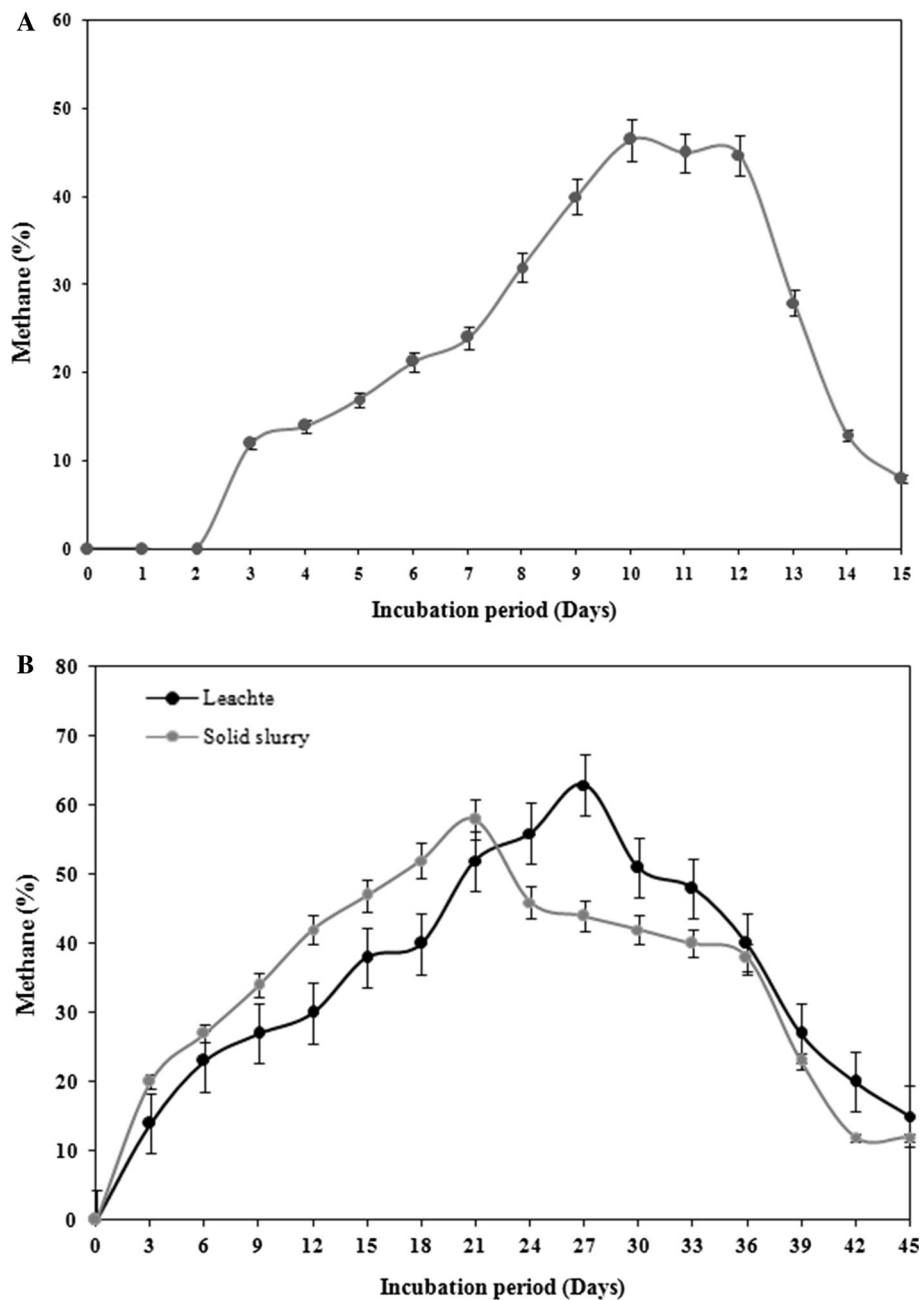 A
60
50
40
30
20
10
0
Methane (%)
0 1 2 3 4 5 6 7 8 9 10 11 12 13 14 15
Incubation period (Days)
B
80
70
60
50
40
30
20
10
0
Methane (%)
Leachte
Solid slurry
0 3 6 9 12 15 18 21 24 27 30 33 36 39 42 45
Incubation period (Days)